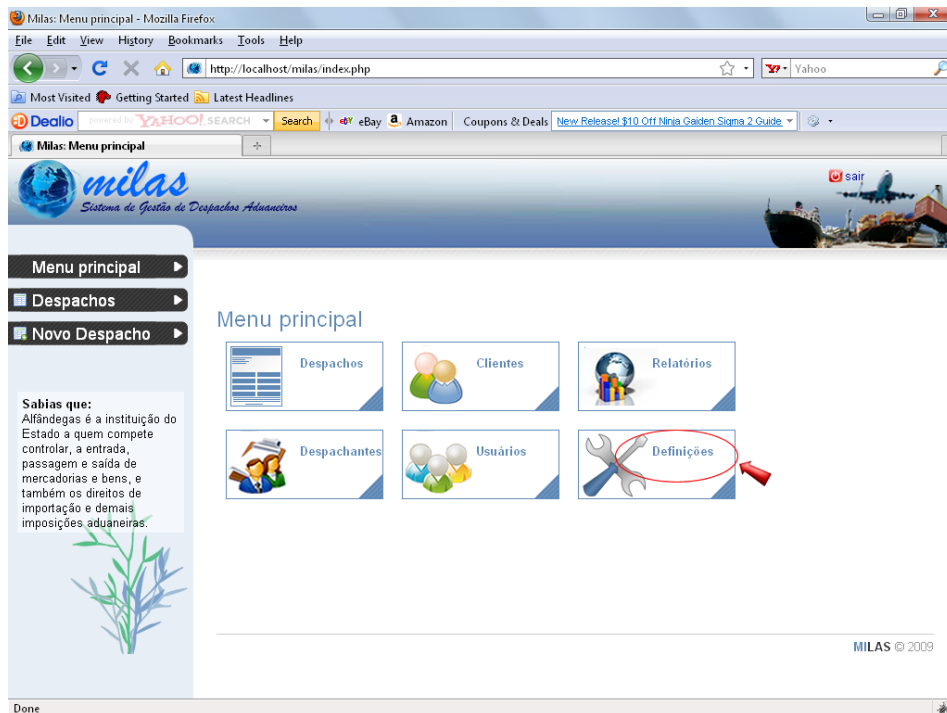 Milas: Menu principal - Mozilla Firefox
File Edit View History Bookmarks Tools Help
http://localhost/milas/index.php
Yahoo
Most Visited Getting Started Latest Headlines
Dealio powered by YAHOO! SEARCH Search eBay Amazon Coupons & Deals New Release! $10 Off Ninja Gaiden Sigma 2 Guide
Milas: Menu principal
milas
Sistema de Gestão de Despachos Aduaneiros
sair
Menu principal
Despachos
Novo Despacho
Sabias que:
Alfândegas é a instituição do
Estado a quem compete
controlar, a entrada,
passagem e saída de
mercadorias e bens, e
também os direitos de
importação e demais
imposições aduaneiras.
Menu principal
Despachos Clientes Relatórios
Despachantes Usuários Definições
MILAS © 2009
Done